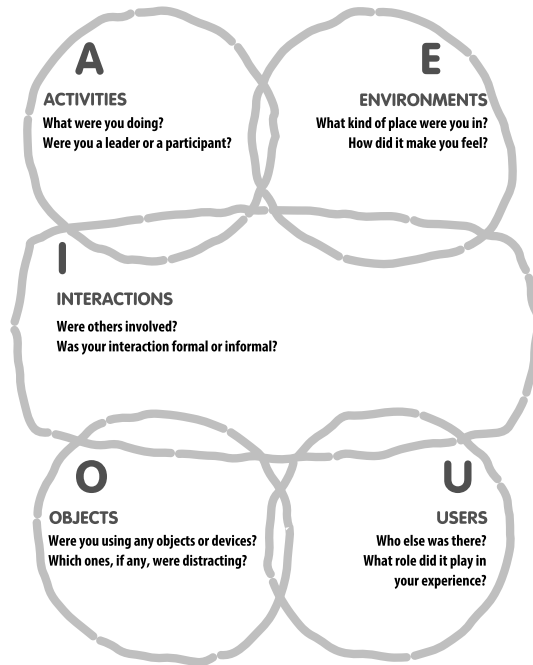 A
ACTIVITIES
What were you doing?
Were you a leader or a participant?
E
ENVIRONMENTS
What kind of place were you in?
How did it make you feel?
I
INTERACTIONS
Were others involved?
Was your interaction formal or informal?
O
OBJECTS
Were you using any objects or devices?
Which ones, if any, were distracting?
U
USERS
Who else was there?
What role did it play in
your experience?